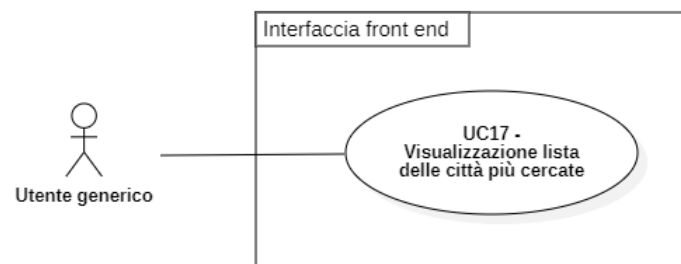 Interfaccia front end
UC17 -
Visualizzazione lista
delle città più cercate
Utente generico